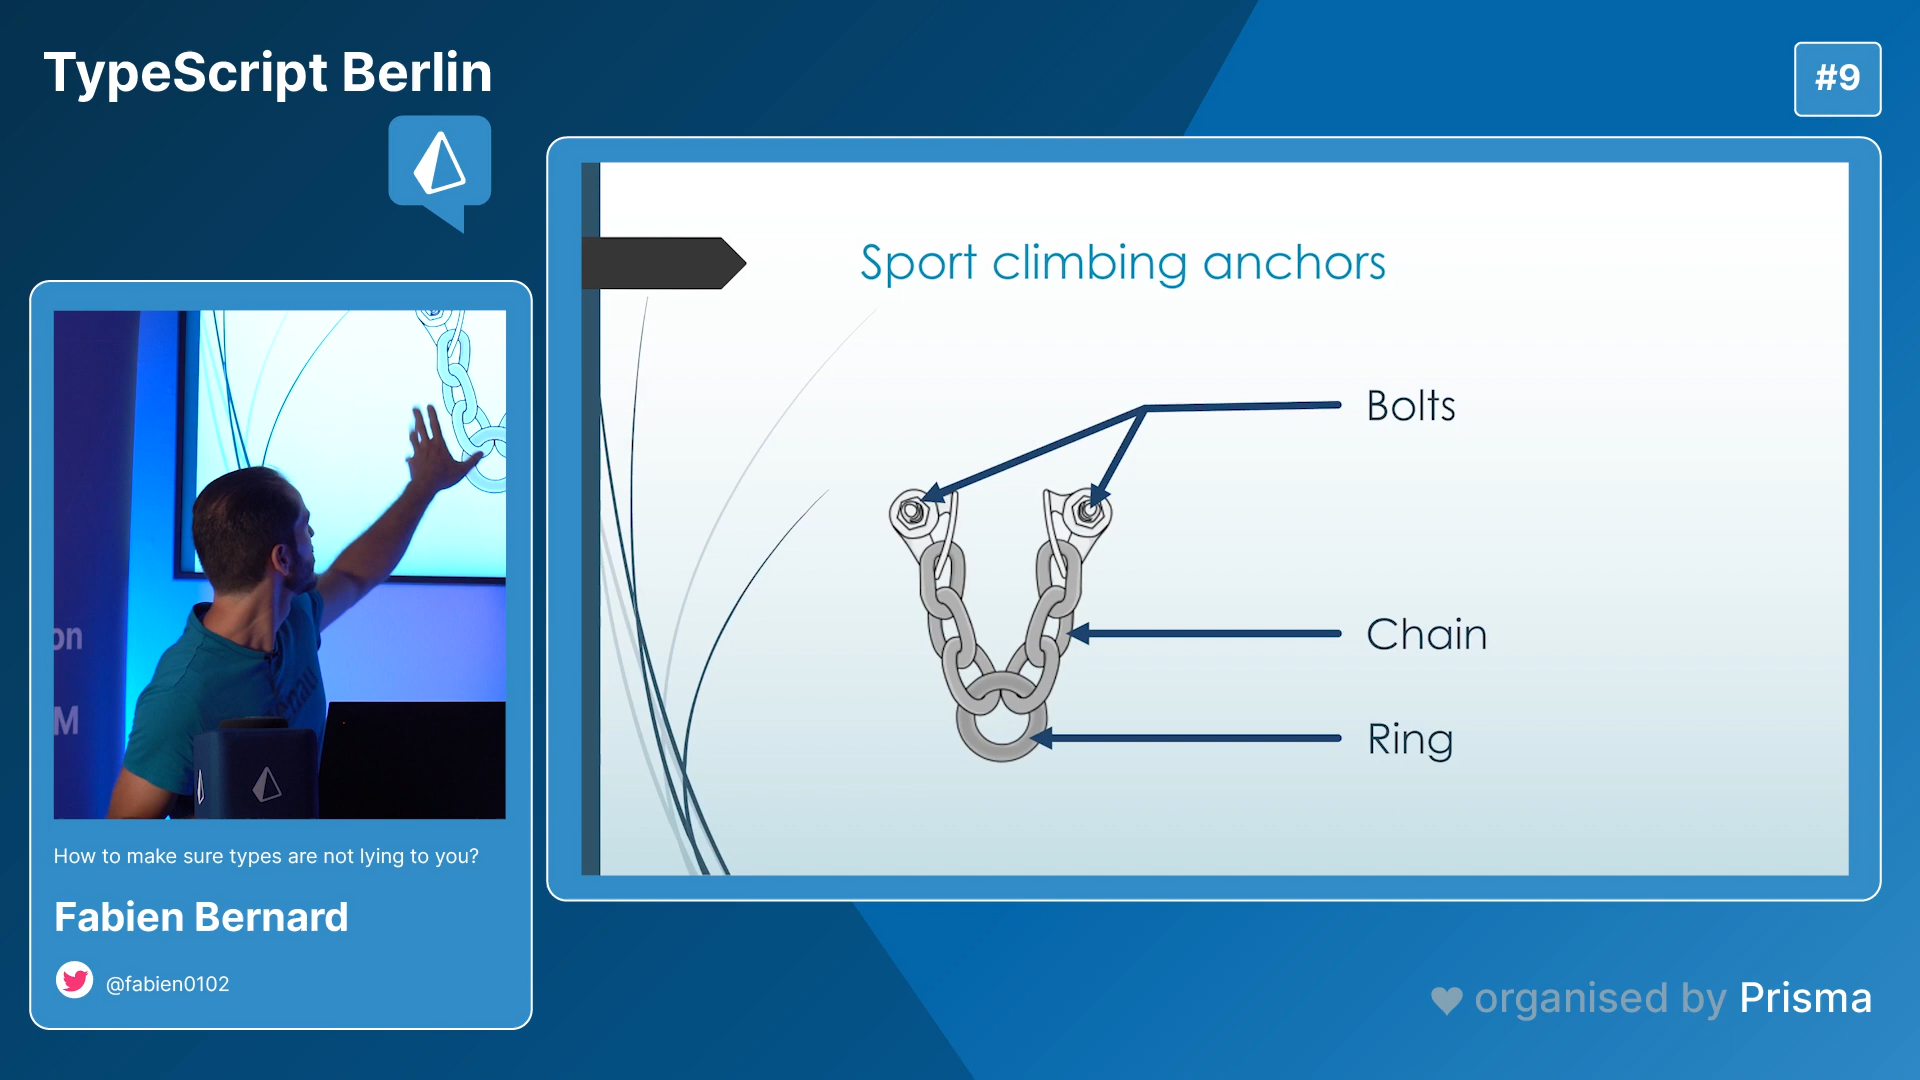 TypeScript Berlin
#9
Sport climbing anchors
Bolts
Chain
Ring
on
M
How to make sure types are not lying to you?
Fabien Bernard
@fabien0102
organised by Prisma